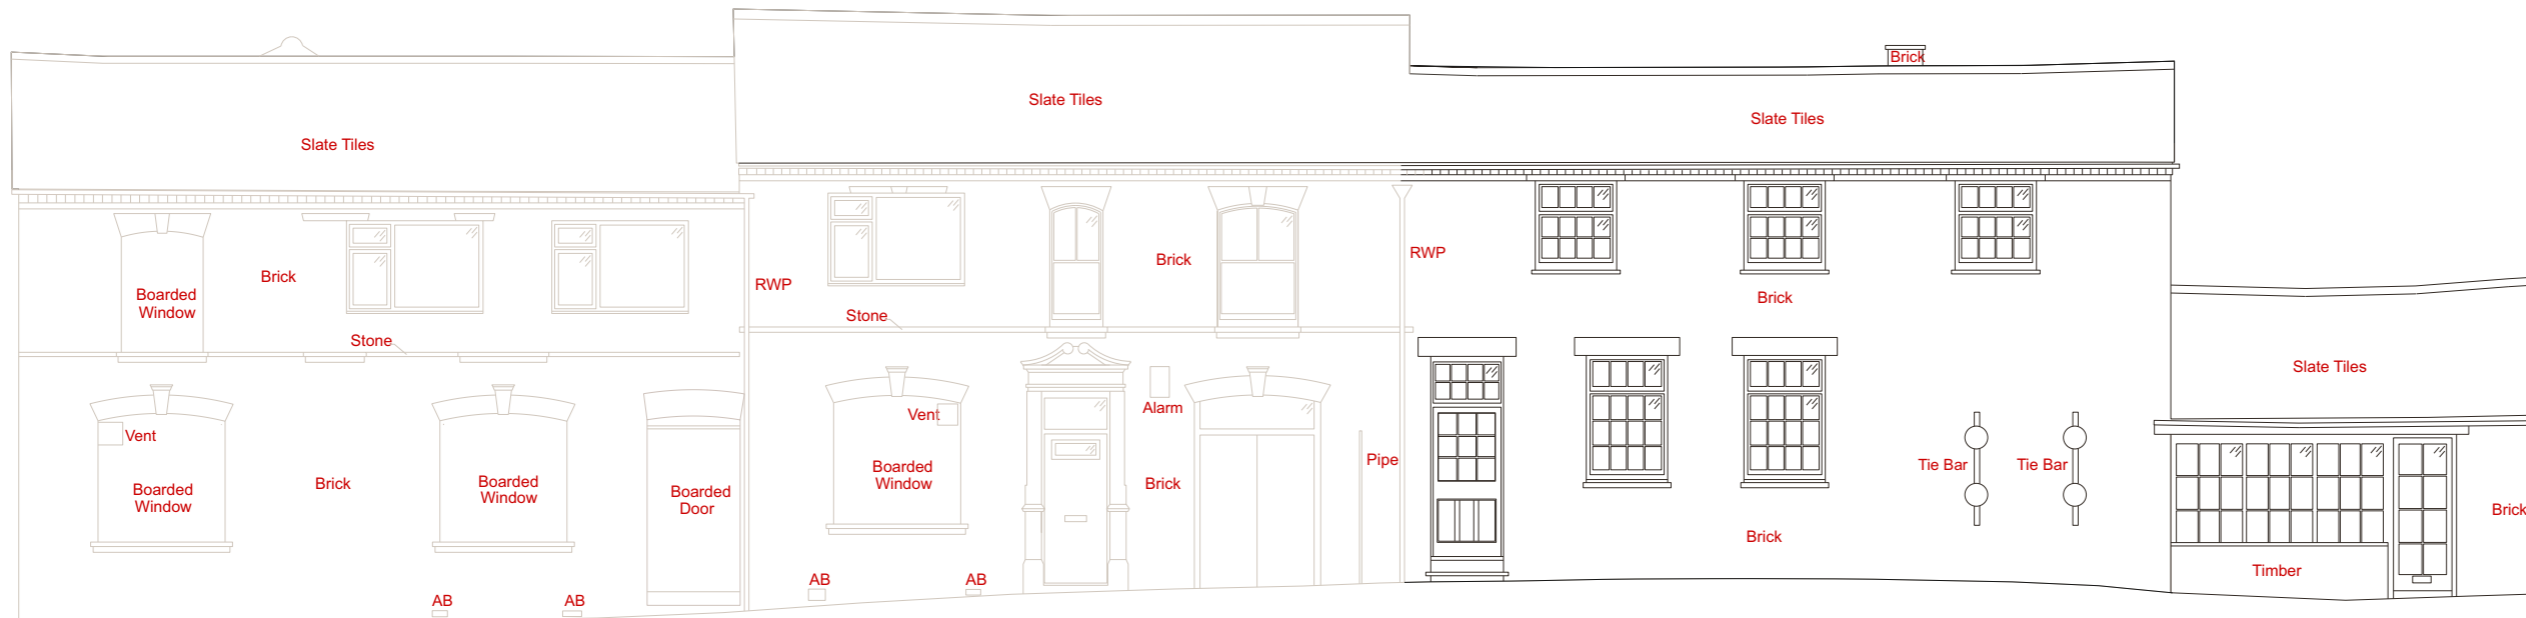 Brick
Slate Tiles
Slate Tiles
Slate Tiles
RWP
Brick
Brick
RWP
Boarded
Window
Brick
Stone
Stone
Slate Tiles
Vent
Alarm
Vent
Boarded
Window
Brick
Boarded
Window
Boarded
Door
Boarded
Window
Brick
Pipe
Tie Bar
Tie Bar
Brick
Brick
Timber
AB
AB
AB
AB